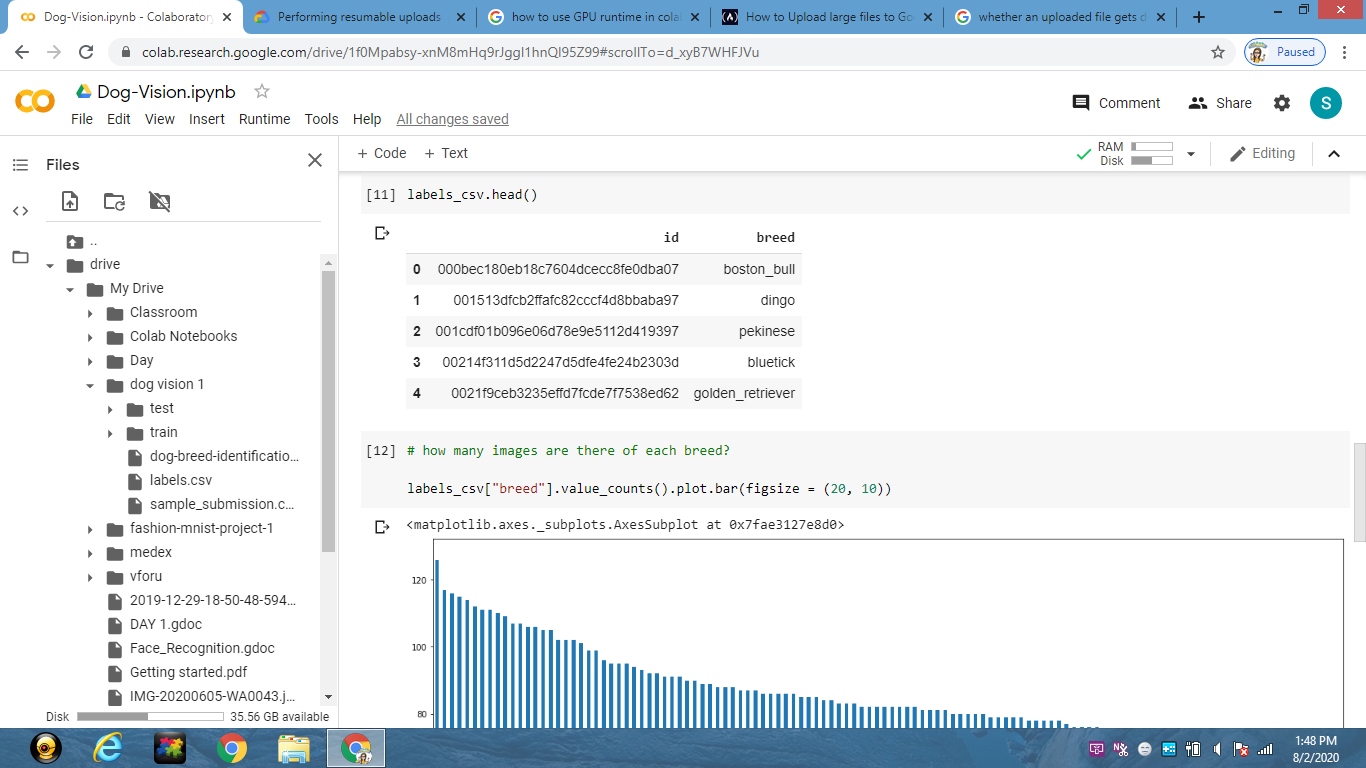 Dog-Vision.ipynb - Colaboratory
Performing resumable uploads
how to use GPU runtime in colab
How to Upload large files to Go
whether an uploaded file gets d
colab.research.google.com/drive/1f0Mpabsy-xnM8mHq9rJggI1hnQI95Z99#scrollTo=d_xyB7WHFJVu
Paused
CO
Dog-Vision.ipynb
File Edit View Insert Runtime Tools Help All changes saved
Comment
Share
S
Files
+ Code + Text
RAM
Disk
Editing
..
drive
My Drive
Classroom
Colab Notebooks
Day
dog vision 1
test
train
dog-breed-identificatio...
labels.csv
sample_submission.c...
fashion-mnist-project-1
medex
vforu
2019-12-29-18-50-48-594...
DAY 1.gdoc
Face_Recognition.gdoc
Getting started.pdf
IMG-20200605-WA0043.j...
Disk 35.56 GB available
[11] labels_csv.head()
id breed
0 000bec180eb18c7604dcecc8fe0dba07 boston_bull
1 001513dfcb2ffafc82cccf4d8bbaba97 dingo
2 001cdf01b096e06d78e9e5112d419397 pekinese
3 00214f311d5d2247d5dfe4fe24b2303d bluetick
4 0021f9ceb3235effd7fcde7f7538ed62 golden_retriever
[12] # how many images are there of each breed?
labels_csv["breed"].value_counts().plot.bar(figsize = (20, 10))
<matplotlib.axes._subplots.AxesSubplot at 0x7fae3127e8d0>
120
100
80
1:48 PM
8/2/2020